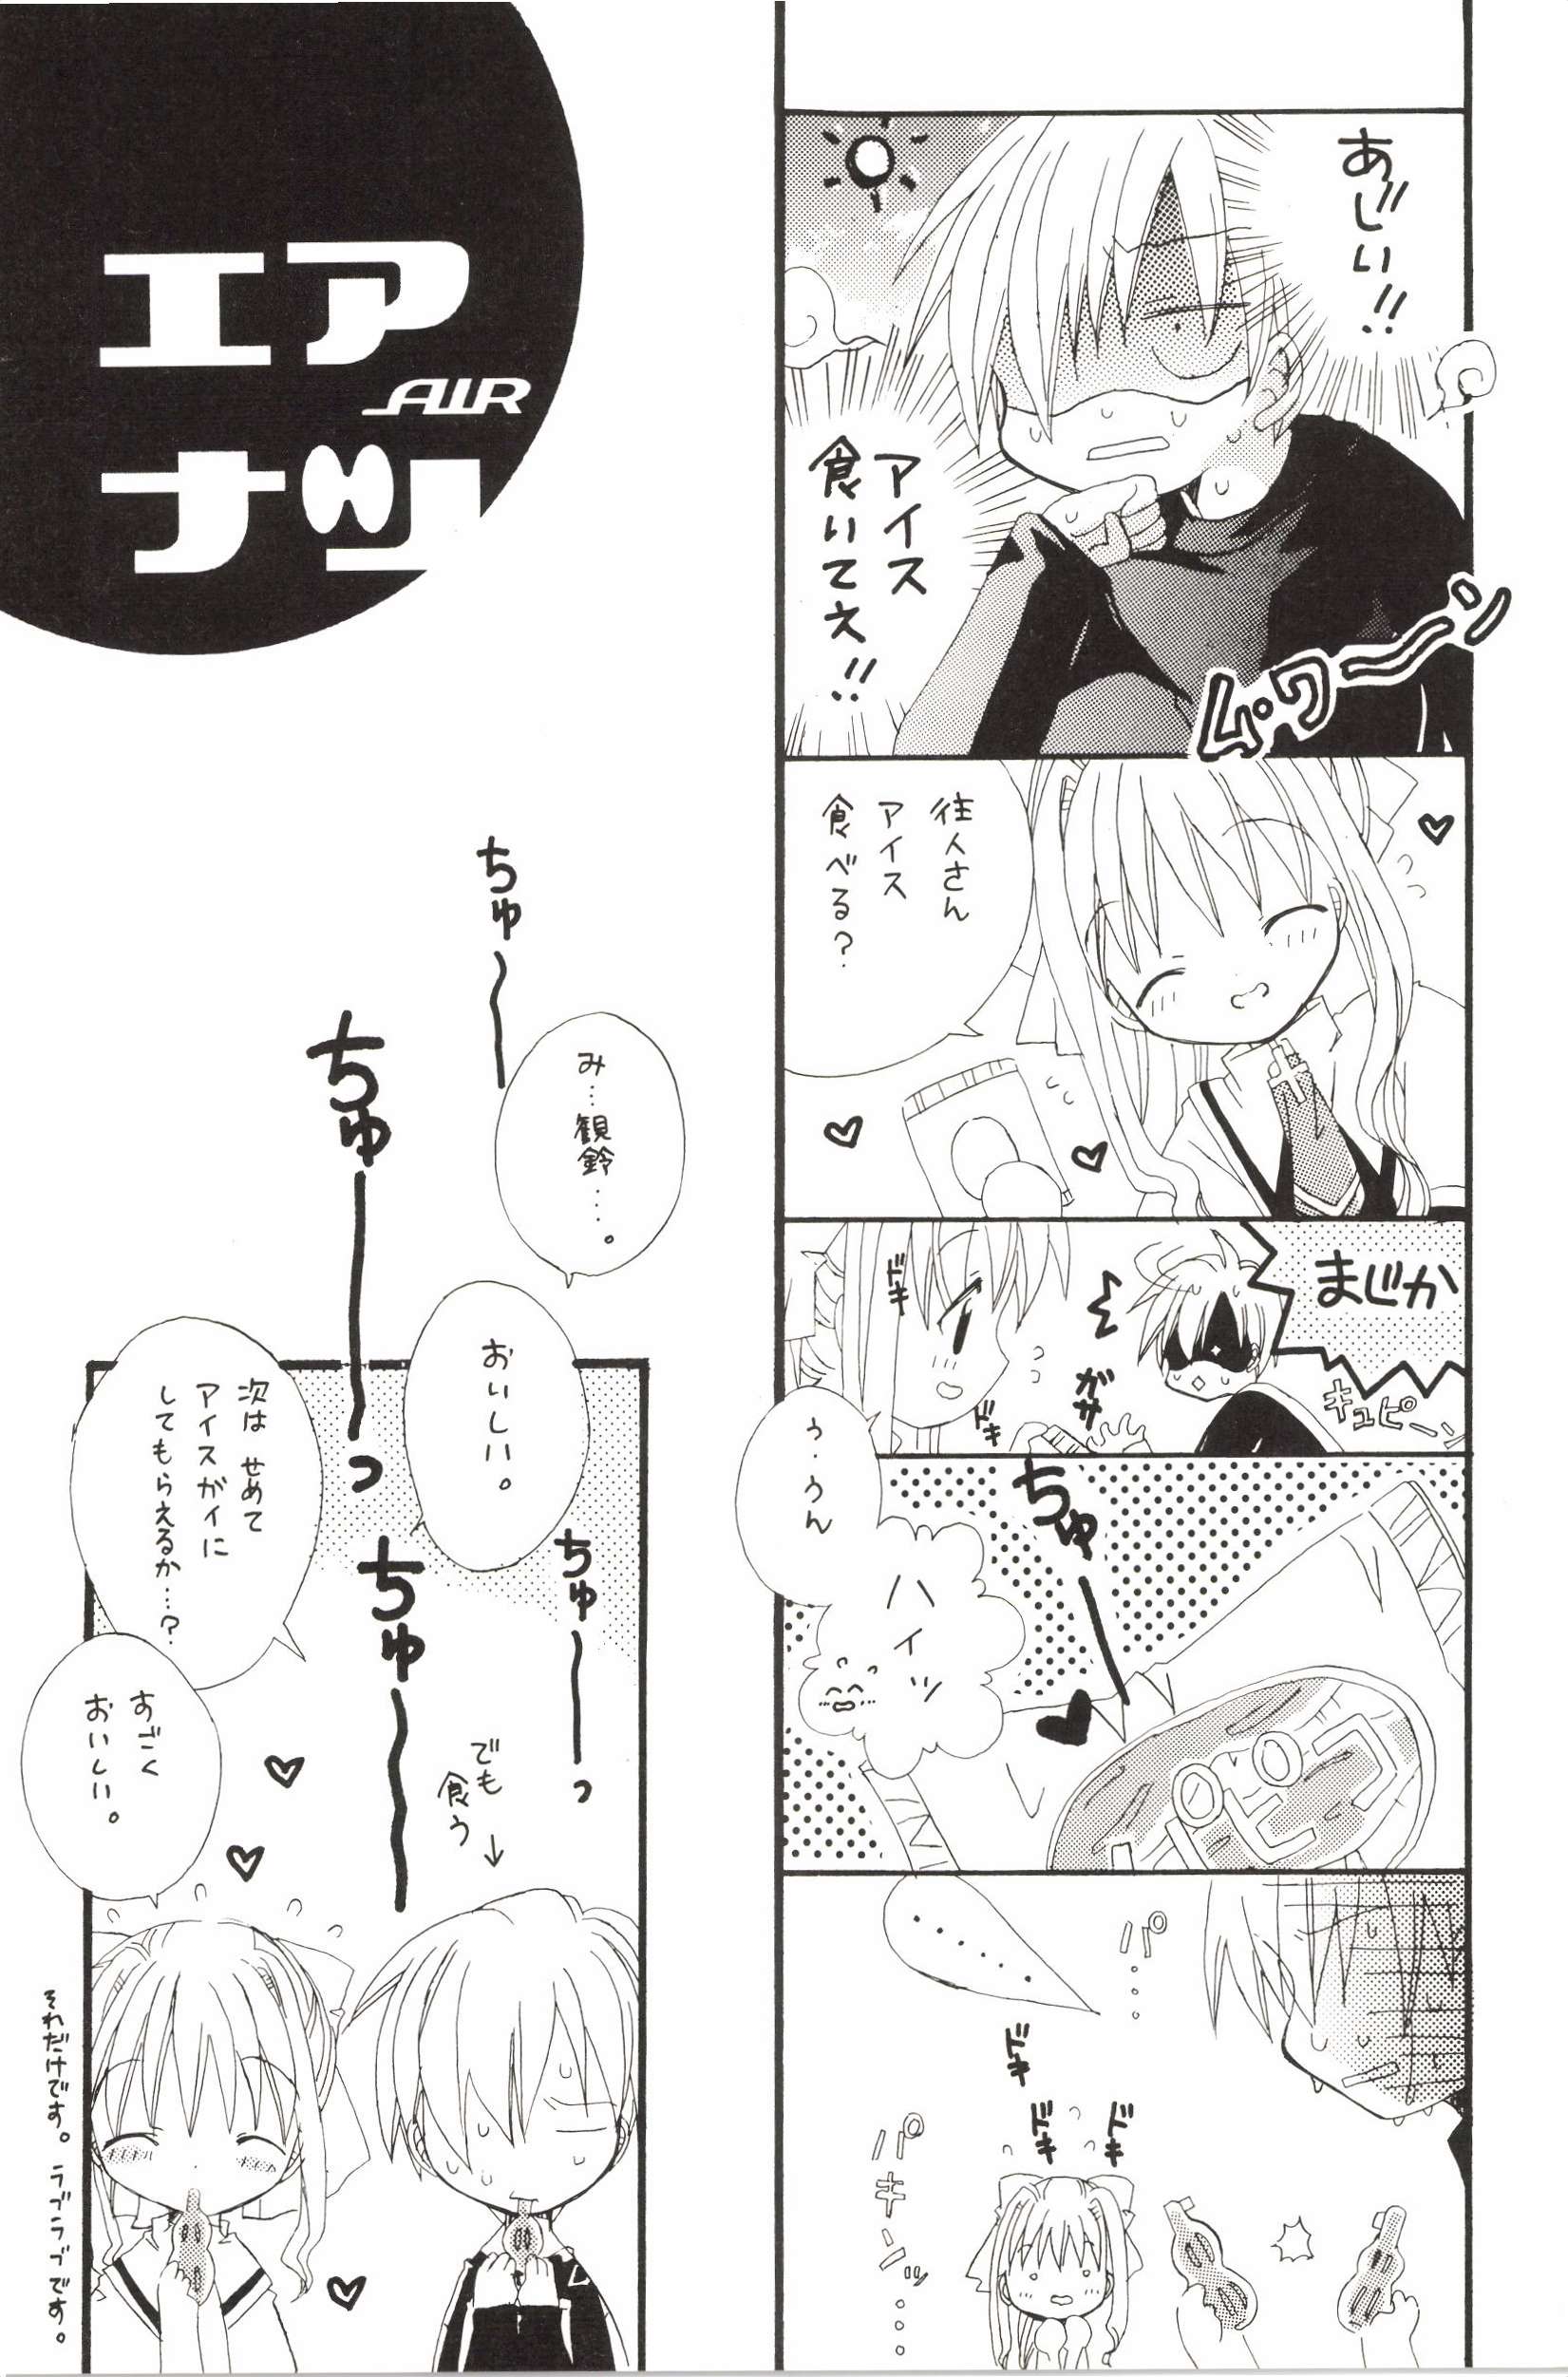 あ゛ぢい!!
アイス
食いてえ!!
ム・ワーーン
往人さん
アイス
食べる?
まじか
キュピーン
ガサ
ドキ
ドキ
う・うん
ハイッ
ちゅー
パピコ
・・・・・
パ・・・
パキンッ・・・
ドキ
ドキ
ドキ
エア
AIR
ナツ
ちゅ〜
み…観鈴……。
ちゅーーっ
おいしい。
次は せめて
アイスガイに
してもらえるか…?
ちゅーーっ
ちゅ〜〜
すごく
おいしい。
でも
食う
↓
それだけです。ラブラブです。